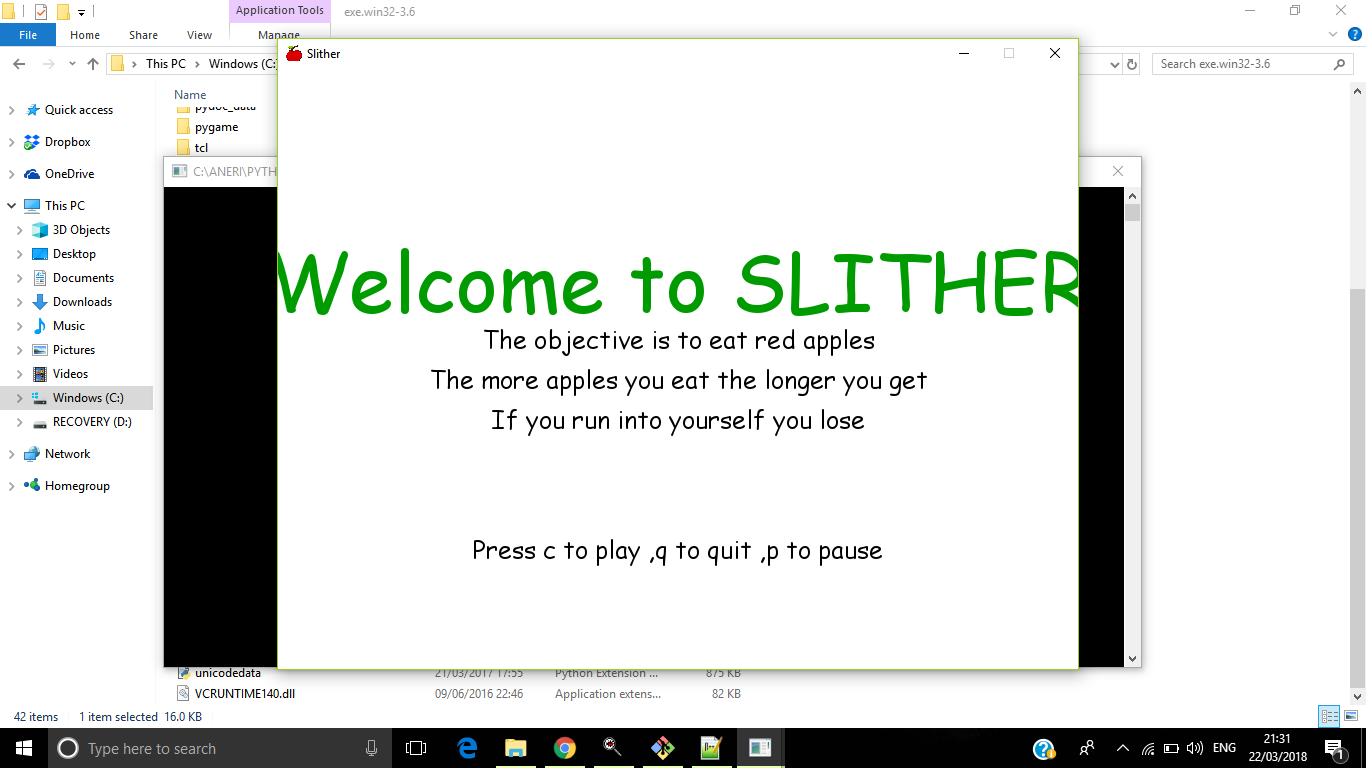 Application Tools
exe.win32-3.6
File Home Share View Manage
This PC Windows (C:
Search exe.win32-3.6
Slither
Name
Quick access
Dropbox
OneDrive
This PC
3D Objects
Desktop
Documents
Downloads
Music
Pictures
Videos
Windows (C:)
RECOVERY (D:)
Network
Homegroup
pydoc_data
pygame
tcl
C:\ANERI\PYTH
Welcome to SLITHER
The objective is to eat red apples
The more apples you eat the longer you get
If you run into yourself you lose
Press c to play ,q to quit ,p to pause
unicodedata 21/03/2017 17:55 Python Extension ... 875 KB
VCRUNTIME140.dll 09/06/2016 22:46 Application extens... 82 KB
42 items 1 item selected 16.0 KB
Type here to search
ENG
21:31
22/03/2018
1